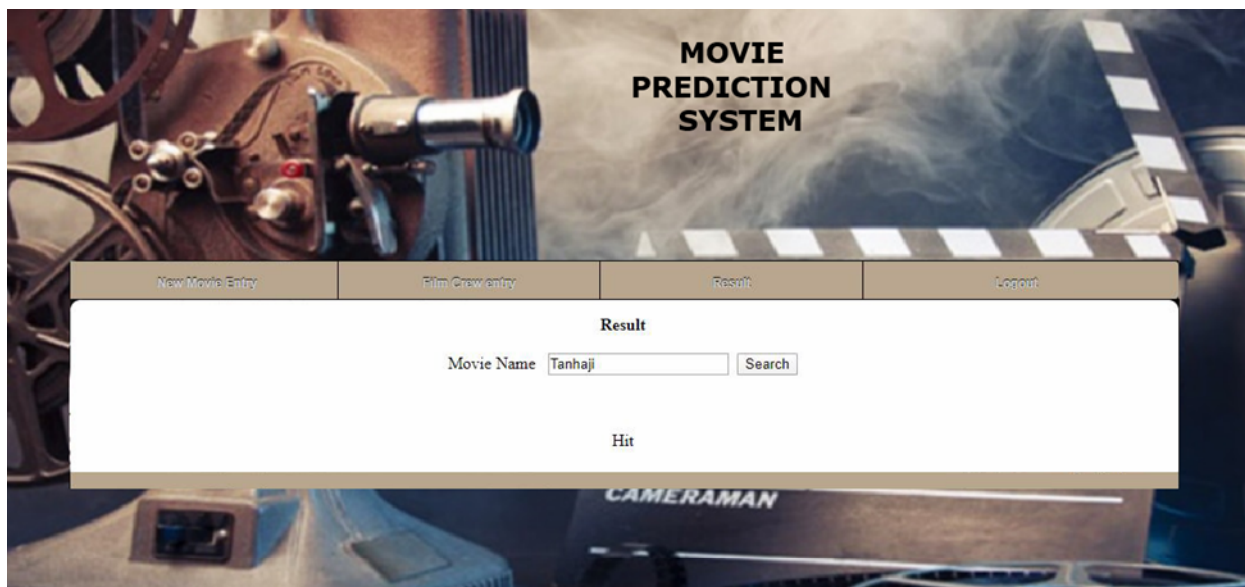 MOVIE
PREDICTION
SYSTEM
New Movie Entry Film Crew entry Result Logout
Result
Movie Name Tanhaji Search
Hit
CAMERAMAN